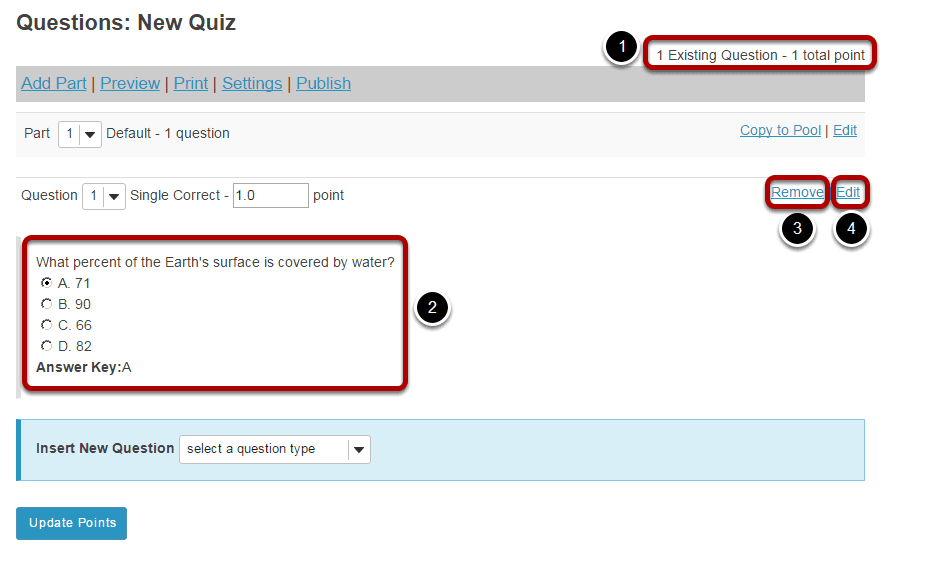 Questions: New Quiz
1
1 Existing Question - 1 total point
Add Part | Preview | Print | Settings | Publish
Part 1 Default - 1 question Copy to Pool | Edit
Question 1 Single Correct - 1.0 point Remove Edit
3 4
What percent of the Earth's surface is covered by water?
A. 71
B. 90
2
C. 66
D. 82
Answer Key:A
Insert New Question select a question type
Update Points